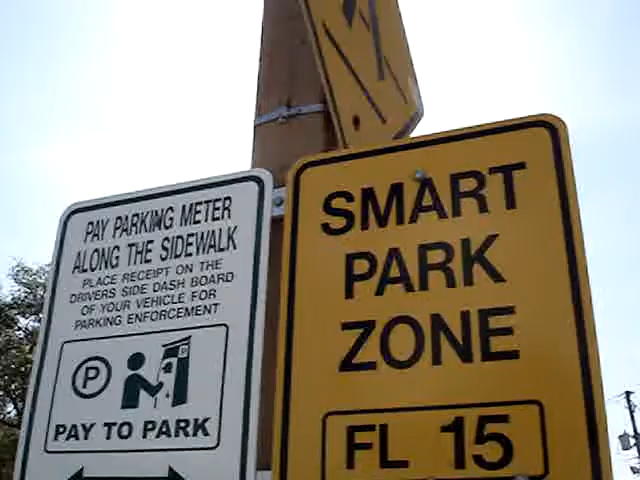 PAY PARKING METER
ALONG THE SIDEWALK
PLACE RECEIPT ON THE
DRIVERS SIDE DASH BOARD
OF YOUR VEHICLE FOR
PARKING ENFORCEMENT
P
PAY TO PARK
SMART
PARK
ZONE
FL 15